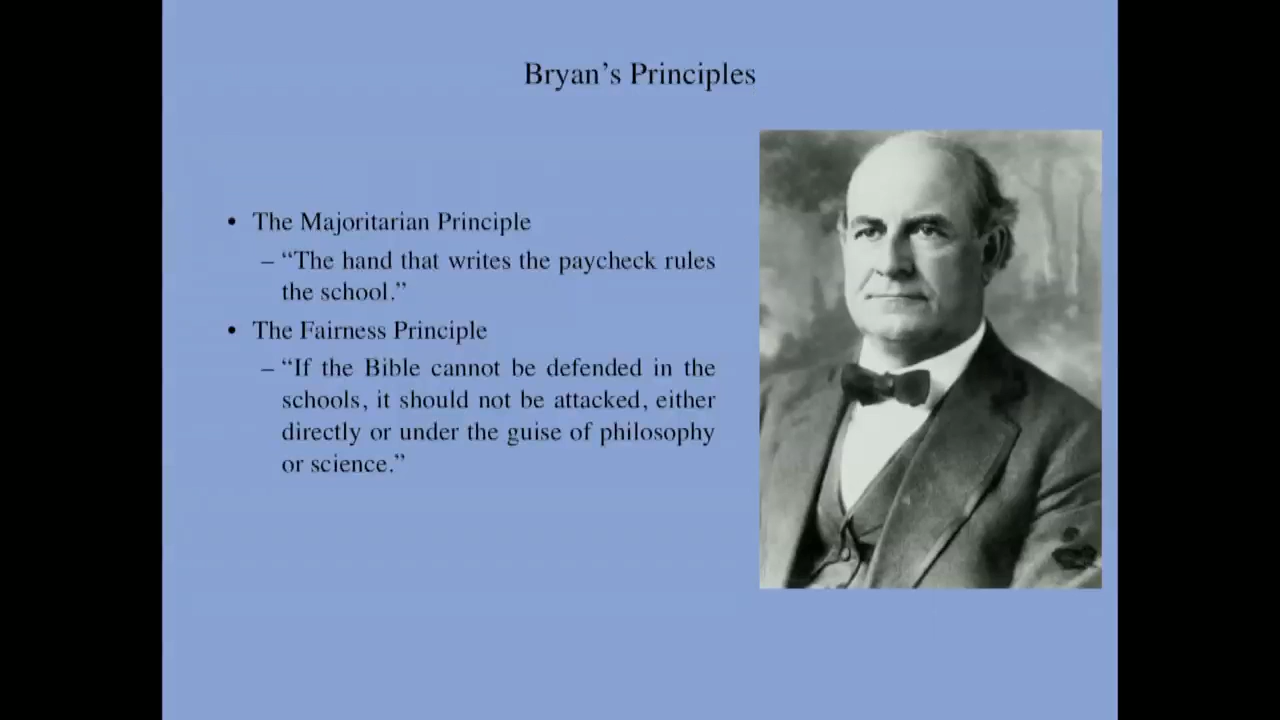 Bryan’s Principles
• The Majoritarian Principle
– “The hand that writes the paycheck rules
the school.”
• The Fairness Principle
– “If the Bible cannot be defended in the
schools, it should not be attacked, either
directly or under the guise of philosophy
or science.”